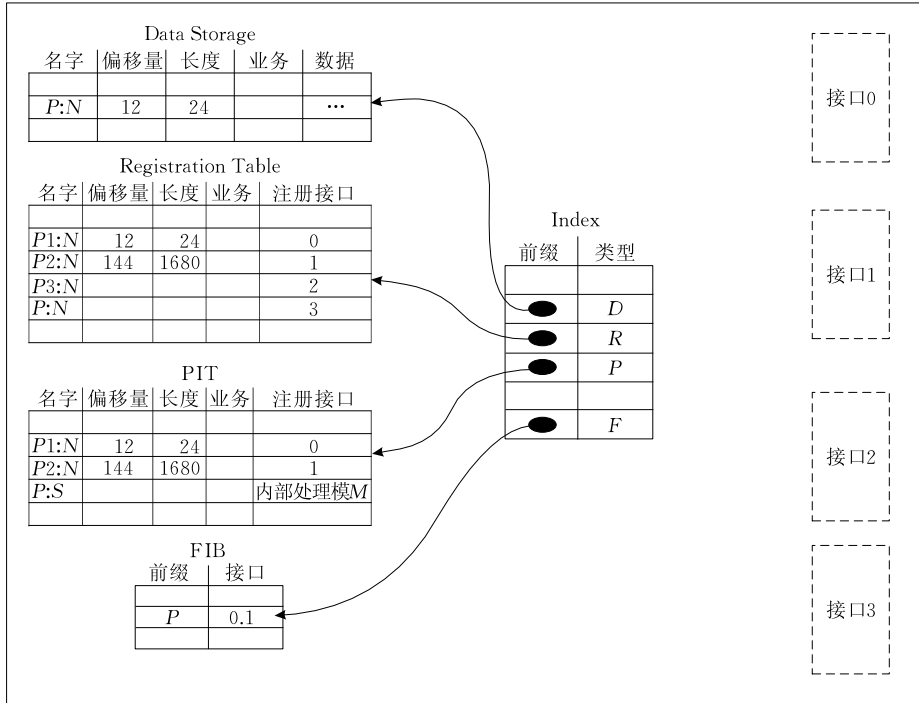 Data Storage
名字 偏移量 长度 业务 数据
P:N 12 24 …
Registration Table
名字 偏移量 长度 业务 注册接口
P1:N 12 24 0
P2:N 144 1680 1
P3:N 2
P:N 3
PIT
名字 偏移量 长度 业务 注册接口
P1:N 12 24 0
P2:N 144 1680 1
P:S 内部处理模M
FIB
前缀 接口
P 0.1
Index
前缀 类型
D
R
P
F
接口0
接口1
接口2
接口3